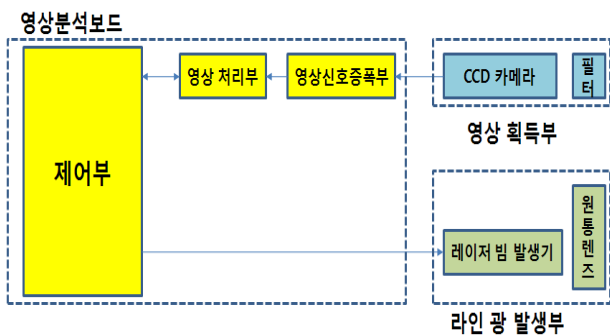 영상분석보드
제어부
영상 처리부
영상신호증폭부
CCD 카메라
필터
영상 획득부
레이저 빔 발생기
원통렌즈
라인 광 발생부